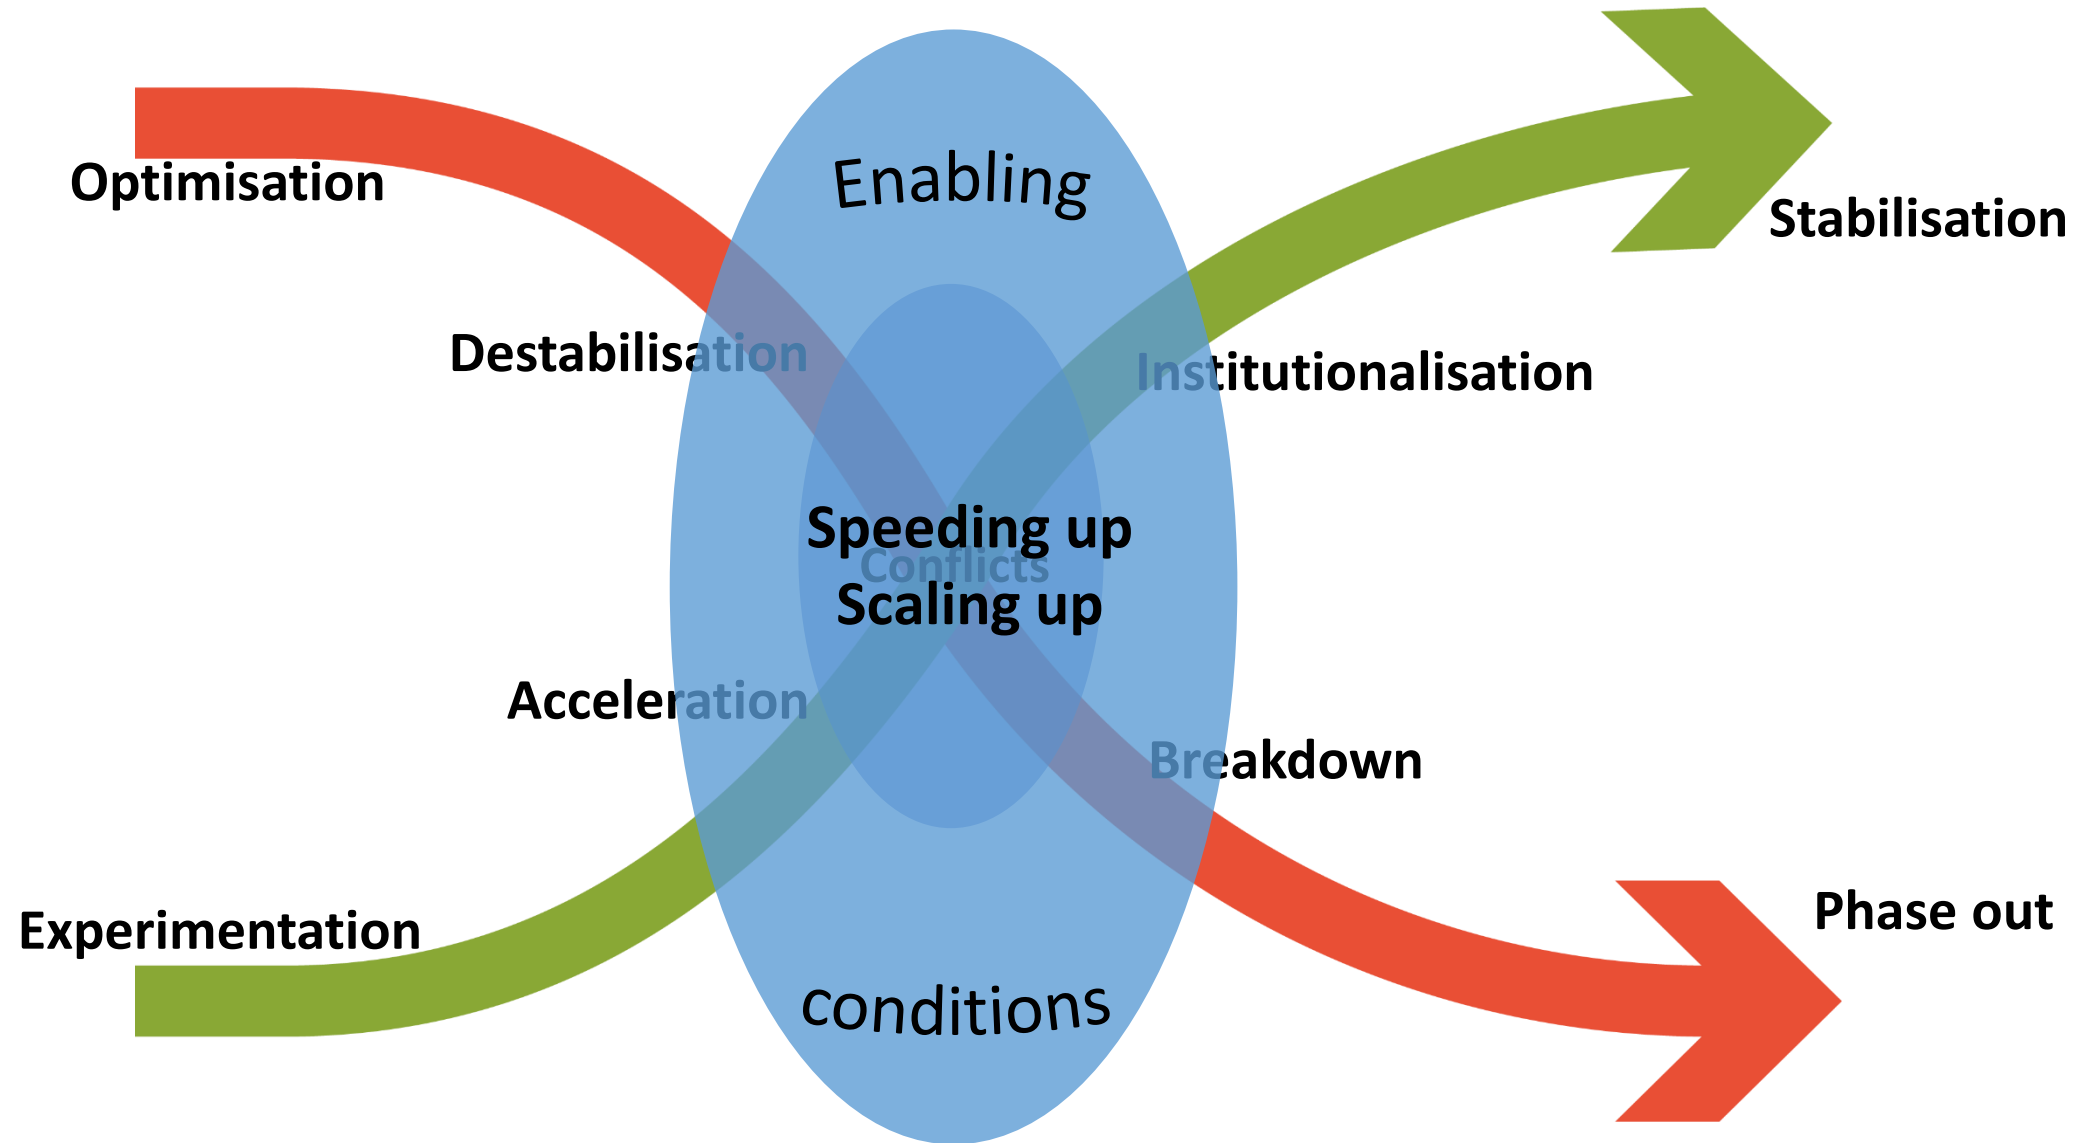 Enabling
Optimisation
Stabilisation
Destabilisation
Institutionalisation
Speeding up
Conflicts
Scaling up
Acceleration
Breakdown
Experimentation
Phase out
conditions